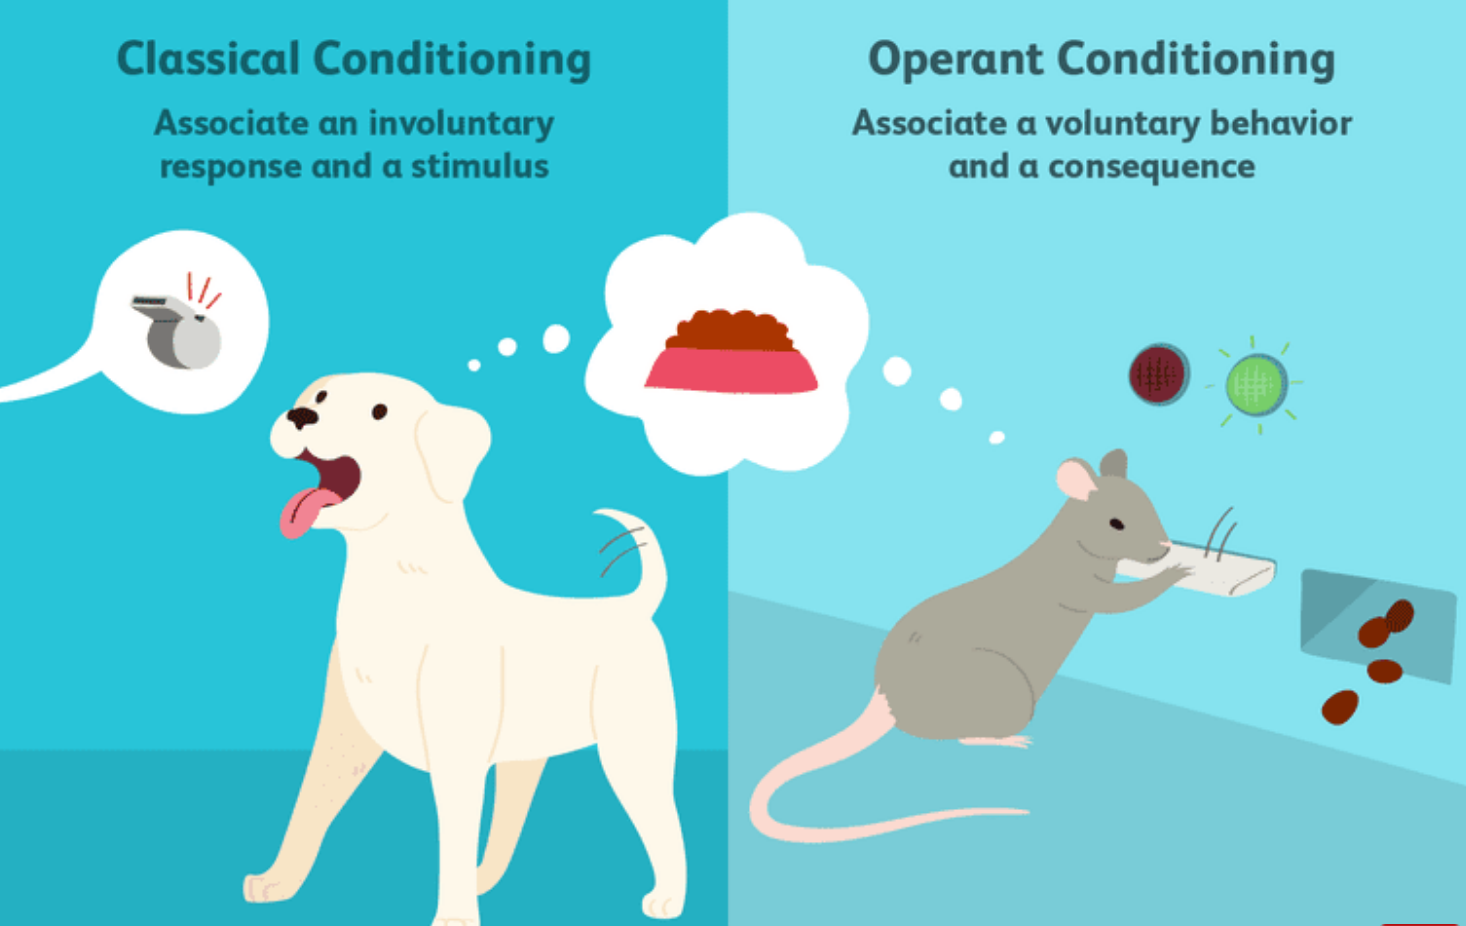 Classical Conditioning
Associate an involuntary
response and a stimulus
Operant Conditioning
Associate a voluntary behavior
and a consequence